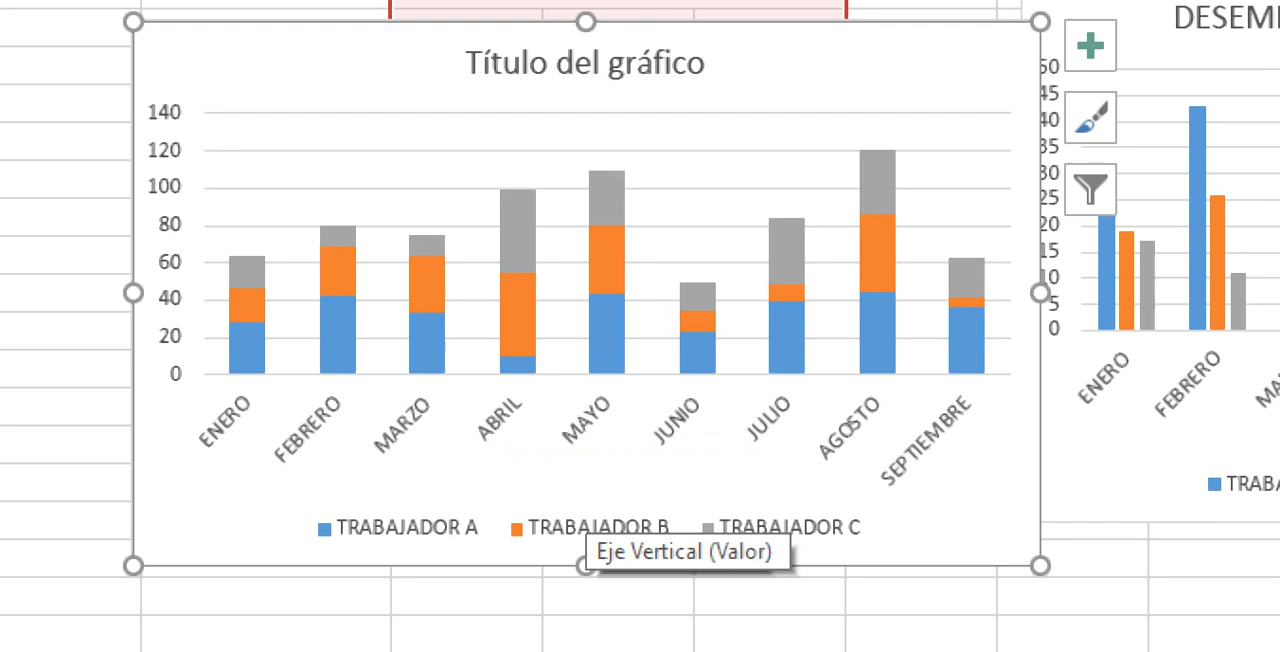 Título del gráfico
140
120
100
80
60
40
20
0
ENERO
FEBRERO
MARZO
ABRIL
MAYO
JUNIO
JULIO
AGOSTO
SEPTIEMBRE
TRABAJADOR A TRABAJADOR B TRABAJADOR C
Eje Vertical (Valor)
50
45
40
35
30
25
20
15
10
5
0
ENERO
FEBRERO